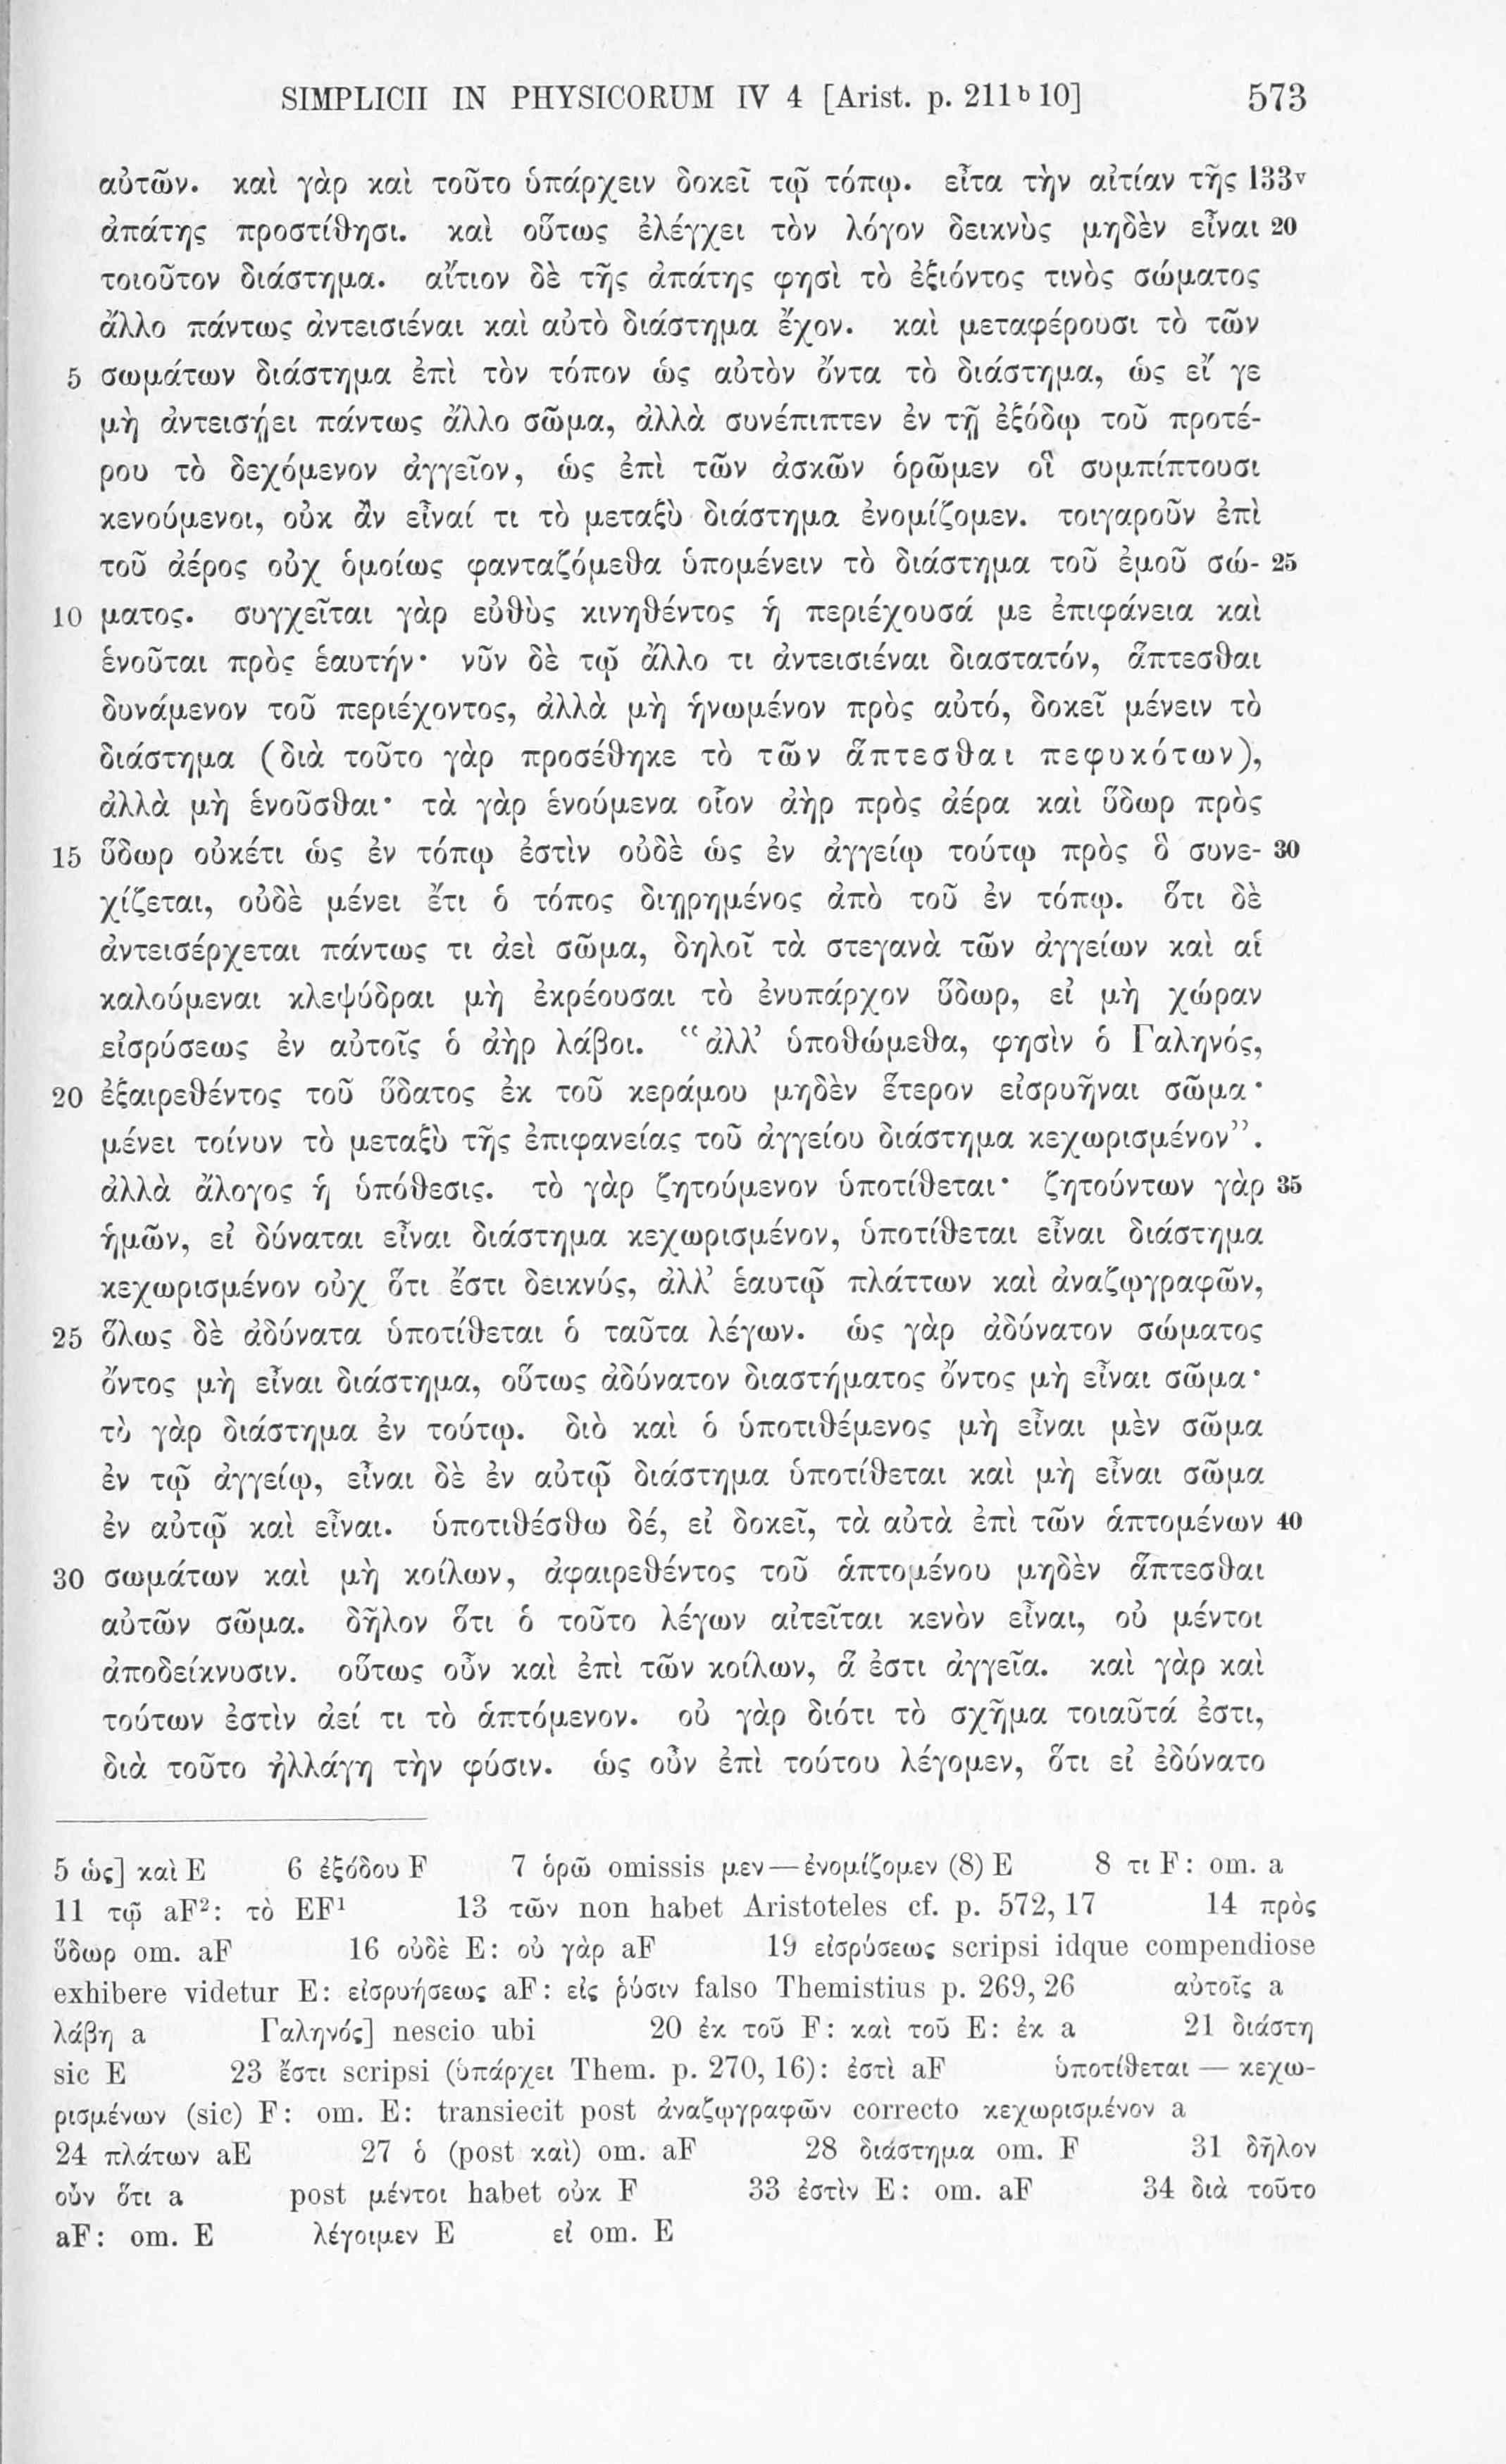 SIMPLICII IN PHYSICORUM IV 4 [Arist. p. 211ᵇ10] 573
αὐτῶν. καὶ γὰρ καὶ τοῦτο ὑπάρχειν δοκεῖ τῷ τόπῳ. εἶτα τὴν αἰτίαν τῆς 133ᵛ
ἀπάτης προστίθησι. καὶ οὕτως ἐλέγχει τὸν λόγον δεικνὺς μηδὲν εἶναι 20
τοιοῦτον διάστημα. αἴτιον δὲ τῆς ἀπάτης φησὶ τὸ ἐξιόντος τινὸς σώματος
ἄλλο πάντως ἀντεισιέναι καὶ αὐτὸ διάστημα ἔχον. καὶ μεταφέρουσι τὸ τῶν
5 σωμάτων διάστημα ἐπὶ τὸν τόπον ὡς αὐτὸν ὄντα τὸ διάστημα, ὡς εἴ γε
μὴ ἀντεισῄει πάντως ἄλλο σῶμα, ἀλλὰ συνέπιπτεν ἐν τῇ ἐξόδῳ τοῦ προτέ-
ρου τὸ δεχόμενον ἀγγεῖον, ὡς ἐπὶ τῶν ἀσκῶν ὁρῶμεν οἳ συμπίπτουσι
κενούμενοι, οὐκ ἂν εἶναί τι τὸ μεταξὺ διάστημα ἐνομίζομεν. τοιγαροῦν ἐπὶ
τοῦ ἀέρος οὐχ ὁμοίως φανταζόμεθα ὑπομένειν τὸ διάστημα τοῦ ἐμοῦ σώ- 25
10 ματος. συγχεῖται γὰρ εὐθὺς κινηθέντος ἡ περιέχουσά με ἐπιφάνεια καὶ
ἑνοῦται πρὸς ἑαυτήν· νῦν δὲ τῷ ἄλλο τι ἀντεισιέναι διαστατόν, ἅπτεσθαι
δυνάμενον τοῦ περιέχοντος, ἀλλὰ μὴ ἡνωμένον πρὸς αὐτό, δοκεῖ μένειν τὸ
διάστημα (διὰ τοῦτο γὰρ προσέθηκε τὸ τῶν ἅπτεσθαι πεφυκότων),
ἀλλὰ μὴ ἑνοῦσθαι· τὰ γὰρ ἑνούμενα οἷον ἀὴρ πρὸς ἀέρα καὶ ὕδωρ πρὸς
15 ὕδωρ οὐκέτι ὡς ἐν τόπῳ ἐστὶν οὐδὲ ὡς ἐν ἀγγείῳ τούτῳ πρὸς ὃ συνε- 30
χίζεται, οὐδὲ μένει ἔτι ὁ τόπος διῃρημένος ἀπὸ τοῦ ἐν τόπῳ. ὅτι δὲ
ἀντεισέρχεται πάντως τι ἀεὶ σῶμα, δηλοῖ τὰ στεγανὰ τῶν ἀγγείων καὶ αἱ
καλούμεναι κλεψύδραι μὴ ἐκρέουσαι τὸ ἐνυπάρχον ὕδωρ, εἰ μὴ χώραν
εἰσρύσεως ἐν αὐτοῖς ὁ ἀὴρ λάβοι. “ἀλλ’ ὑποθώμεθα, φησὶν ὁ Γαληνός,
20 ἐξαιρεθέντος τοῦ ὕδατος ἐκ τοῦ κεράμου μηδὲν ἕτερον εἰσρυῆναι σῶμα·
μένει τοίνυν τὸ μεταξὺ τῆς ἐπιφανείας τοῦ ἀγγείου διάστημα κεχωρισμένον”.
ἀλλὰ ἄλογος ἡ ὑπόθεσις. τὸ γὰρ ζητούμενον ὑποτίθεται· ζητούντων γὰρ 35
ἡμῶν, εἰ δύναται εἶναι διάστημα κεχωρισμένον, ὑποτίθεται εἶναι διάστημα
κεχωρισμένον οὐχ ὅτι ἔστι δεικνύς, ἀλλ’ ἑαυτῷ πλάττων καὶ ἀναζωγραφῶν,
25 ὅλως δὲ ἀδύνατα ὑποτίθεται ὁ ταῦτα λέγων. ὡς γὰρ ἀδύνατον σώματος
ὄντος μὴ εἶναι διάστημα, οὕτως ἀδύνατον διαστήματος ὄντος μὴ εἶναι σῶμα·
τὸ γὰρ διάστημα ἐν τούτῳ. διὸ καὶ ὁ ὑποτιθέμενος μὴ εἶναι μὲν σῶμα
ἐν τῷ ἀγγείῳ, εἶναι δὲ ἐν αὐτῷ διάστημα ὑποτίθεται καὶ μὴ εἶναι σῶμα
ἐν αὐτῷ καὶ εἶναι. ὑποτιθέσθω δέ, εἰ δοκεῖ, τὰ αὐτὰ ἐπὶ τῶν ἁπτομένων 40
30 σωμάτων καὶ μὴ κοίλων, ἀφαιρεθέντος τοῦ ἁπτομένου μηδὲν ἅπτεσθαι
αὐτῶν σῶμα. δῆλον ὅτι ὁ τοῦτο λέγων αἰτεῖται κενὸν εἶναι, οὐ μέντοι
ἀποδείκνυσιν. οὕτως οὖν καὶ ἐπὶ τῶν κοίλων, ἅ ἐστι ἀγγεῖα. καὶ γὰρ καὶ
τούτων ἐστὶν ἀεί τι τὸ ἁπτόμενον. οὐ γὰρ διότι τὸ σχῆμα τοιαῦτά ἐστι,
διὰ τοῦτο ἠλλάγη τὴν φύσιν. ὡς οὖν ἐπὶ τούτου λέγομεν, ὅτι εἰ ἐδύνατο
5 ὡς] καὶ E 6 ἐξόδου F 7 ὁρῶ omissis μεν—ἐνομίζομεν (8) E 8 τι F: om. a
11 τῷ aF²: τὸ EF¹ 13 τῶν non habet Aristoteles cf. p. 572, 17 14 πρὸς
ὕδωρ om. aF 16 οὐδὲ E: οὐ γὰρ aF 19 εἰσρύσεως scripsi idque compendiose
exhibere videtur E: εἰσρυήσεως aF: εἰς ῥύσιν falso Themistius p. 269, 26 αὐτοῖς a
λάβη a Γαληνός] nescio ubi 20 ἐκ τοῦ F: καὶ τοῦ E: ἐκ a 21 διάστη
sic E 23 ἔστι scripsi (ὑπάρχει Them. p. 270, 16): ἐστὶ aF ὑποτίθεται — κεχω-
ρισμένων (sic) F: om. E: transiecit post ἀναζωγραφῶν correcto κεχωρισμένον a
24 πλάτων aE 27 ὁ (post καὶ) om. aF 28 διάστημα om. F 31 δῆλον
οὖν ὅτι a post μέντοι habet οὐκ F 33 ἐστὶν E: om. aF 34 διὰ τοῦτο
aF: om. E λέγοιμεν E εἰ om. E